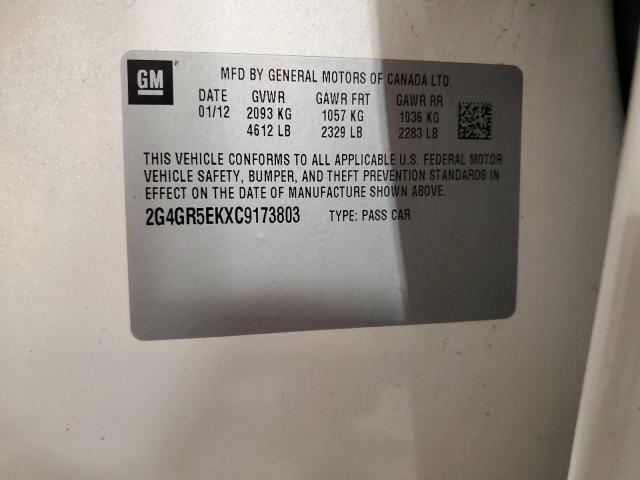 GM
MFD BY GENERAL MOTORS OF CANADA LTD.
DATE GVWR GAWR FRT GAWR RR
01/12 2093 KG 1057 KG 1036 KG
4612 LB 2329 LB 2283 LB
THIS VEHICLE CONFORMS TO ALL APPLICABLE U.S. FEDERAL MOTOR
VEHICLE SAFETY, BUMPER, AND THEFT PREVENTION STANDARDS IN
EFFECT ON THE DATE OF MANUFACTURE SHOWN ABOVE.
2G4GR5EKXC9173803 TYPE: PASS CAR